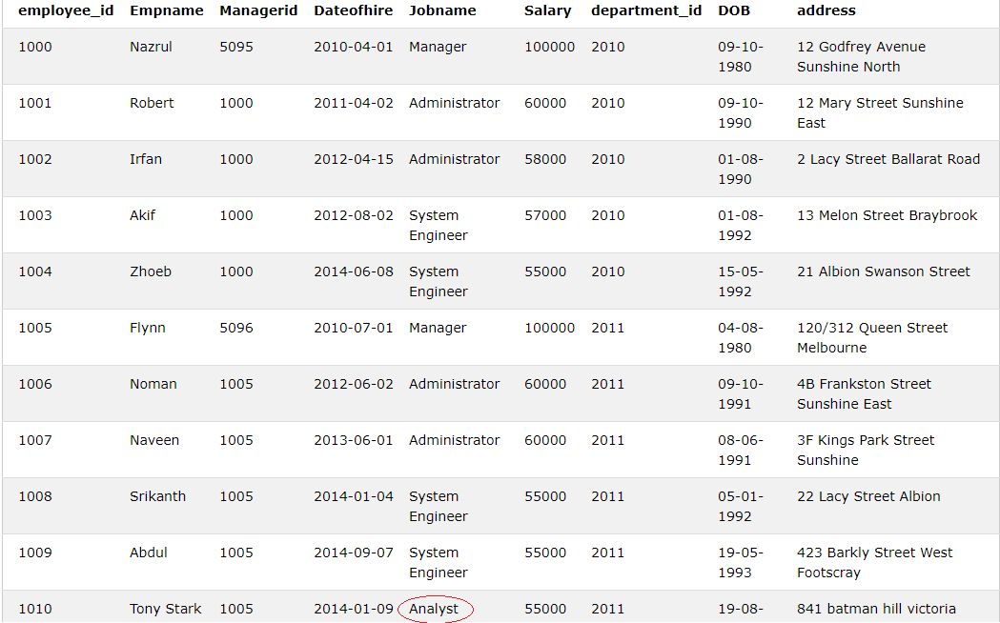 employee_id Empname Managerid Dateofhire Jobname Salary department_id DOB address
1000 Nazrul 5095 2010-04-01 Manager 100000 2010 09-10- 12 Godfrey Avenue
1980 Sunshine North
1001 Robert 1000 2011-04-02 Administrator 60000 2010 09-10- 12 Mary Street Sunshine
1990 East
1002 Irfan 1000 2012-04-15 Administrator 58000 2010 01-08- 2 Lacy Street Ballarat Road
1990
1003 Akif 1000 2012-08-02 System 57000 2010 01-08- 13 Melon Street Braybrook
Engineer 1992
1004 Zhoeb 1000 2014-06-08 System 55000 2010 15-05- 21 Albion Swanson Street
Engineer 1992
1005 Flynn 5096 2010-07-01 Manager 100000 2011 04-08- 120/312 Queen Street
1980 Melbourne
1006 Noman 1005 2012-06-02 Administrator 60000 2011 09-10- 4B Frankston Street
1991 Sunshine East
1007 Naveen 1005 2013-06-01 Administrator 60000 2011 08-06- 3F Kings Park Street
1991 Sunshine
1008 Srikanth 1005 2014-01-04 System 55000 2011 05-01- 22 Lacy Street Albion
Engineer 1992
1009 Abdul 1005 2014-09-07 System 55000 2011 19-05- 423 Barkly Street West
Engineer 1993 Footscray
1010 Tony Stark 1005 2014-01-09 Analyst 55000 2011 19-08- 841 batman hill victoria